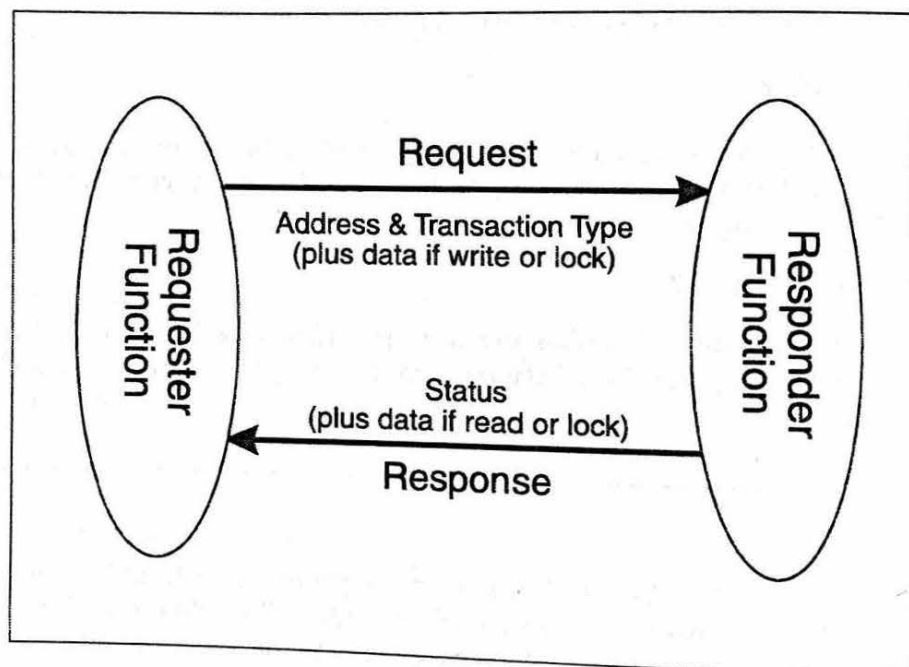 Requester
Function
Request
Address & Transaction Type
(plus data if write or lock)
Status
(plus data if read or lock)
Response
Responder
Function